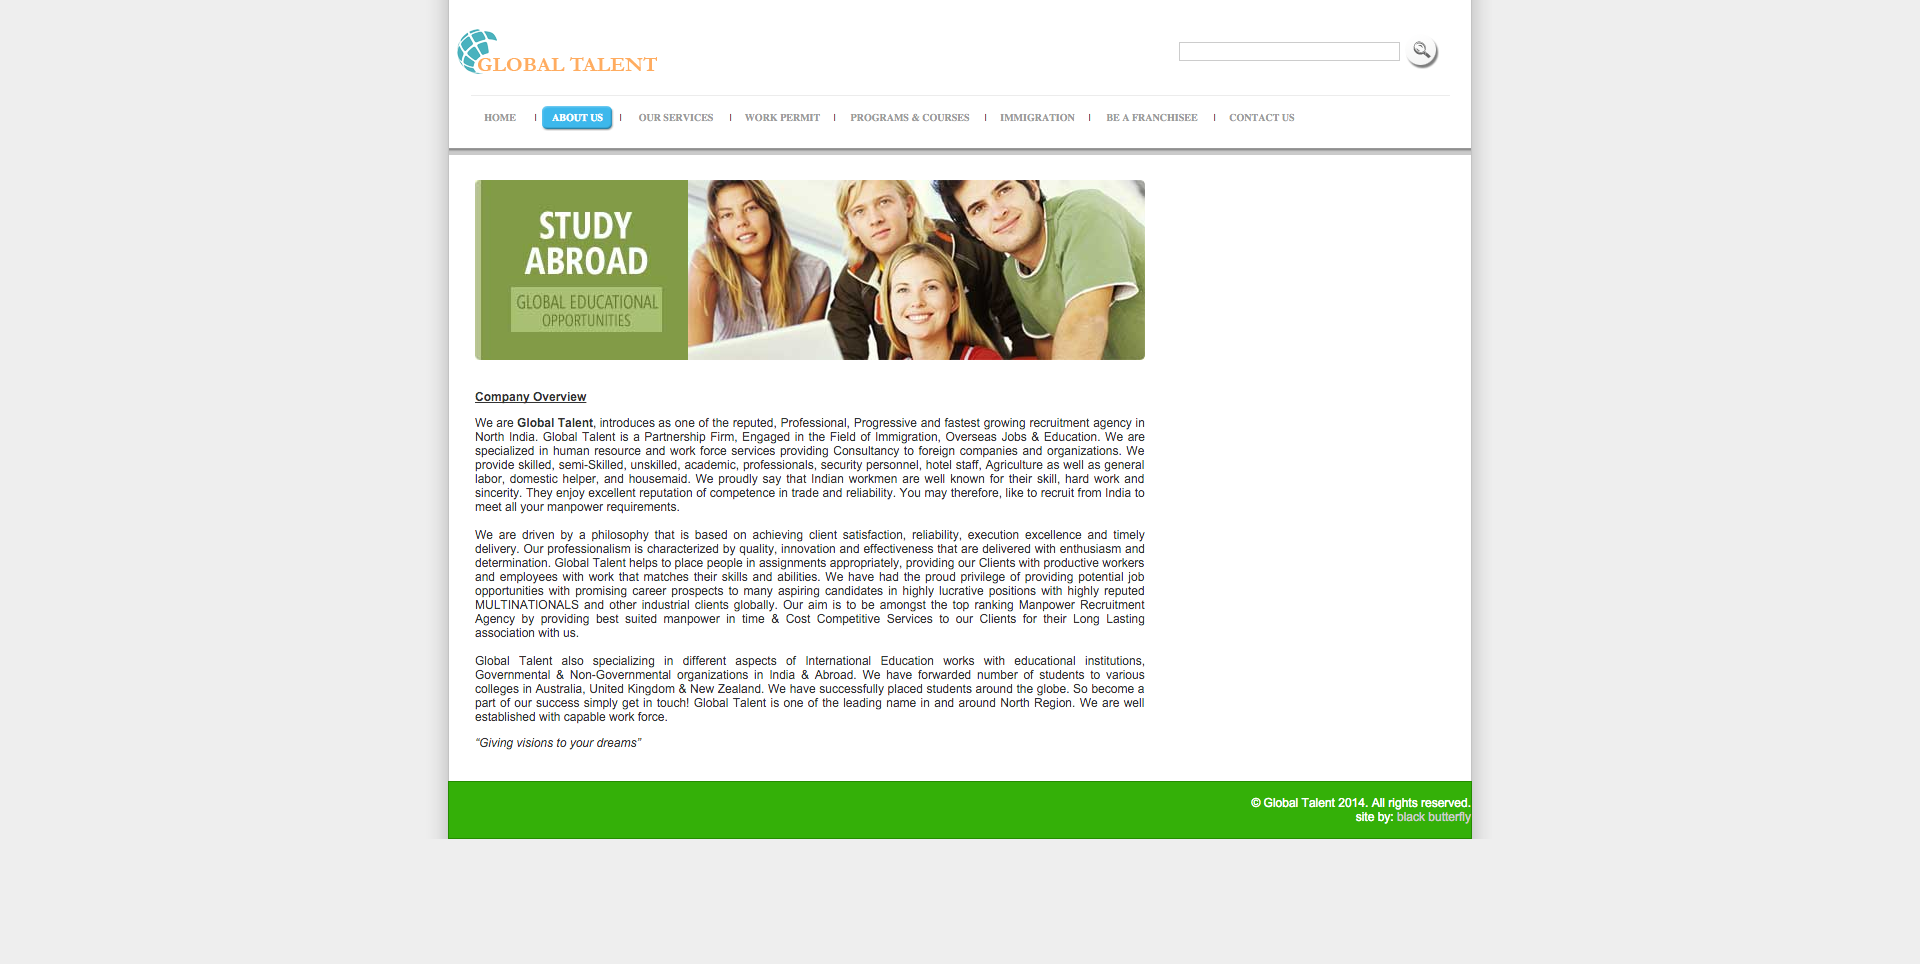 GLOBAL TALENT
HOME
ABOUT US
OUR SERVICES
WORK PERMIT
PROGRAMS & COURSES
IMMIGRATION
BE A FRANCHISEE
CONTACT US
STUDY
ABROAD
GLOBAL EDUCATIONAL
OPPORTUNITIES
Company Overview
We are Global Talent, introduces as one of the reputed, Professional, Progressive and fastest growing recruitment agency in
North India. Global Talent is a Partnership Firm, Engaged in the Field of Immigration, Overseas Jobs & Education. We are
specialized in human resource and work force services providing Consultancy to foreign companies and organizations. We
provide skilled, semi-Skilled, unskilled, academic, professionals, security personnel, hotel staff, Agriculture as well as general
labor, domestic helper, and housemaid. We proudly say that Indian workmen are well known for their skill, hard work and
sincerity. They enjoy excellent reputation of competence in trade and reliability. You may therefore, like to recruit from India to
meet all your manpower requirements.
We are driven by a philosophy that is based on achieving client satisfaction, reliability, execution excellence and timely
delivery. Our professionalism is characterized by quality, innovation and effectiveness that are delivered with enthusiasm and
determination. Global Talent helps to place people in assignments appropriately, providing our Clients with productive workers
and employees with work that matches their skills and abilities. We have had the proud privilege of providing potential job
opportunities with promising career prospects to many aspiring candidates in highly lucrative positions with highly reputed
MULTINATIONALS and other industrial clients globally. Our aim is to be amongst the top ranking Manpower Recruitment
Agency by providing best suited manpower in time & Cost Competitive Services to our Clients for their Long Lasting
association with us.
Global Talent also specializing in different aspects of International Education works with educational institutions,
Governmental & Non-Governmental organizations in India & Abroad. We have forwarded number of students to various
colleges in Australia, United Kingdom & New Zealand. We have successfully placed students around the globe. So become a
part of our success simply get in touch! Global Talent is one of the leading name in and around North Region. We are well
established with capable work force.
“Giving visions to your dreams”
© Global Talent 2014. All rights reserved.
site by: black butterfly